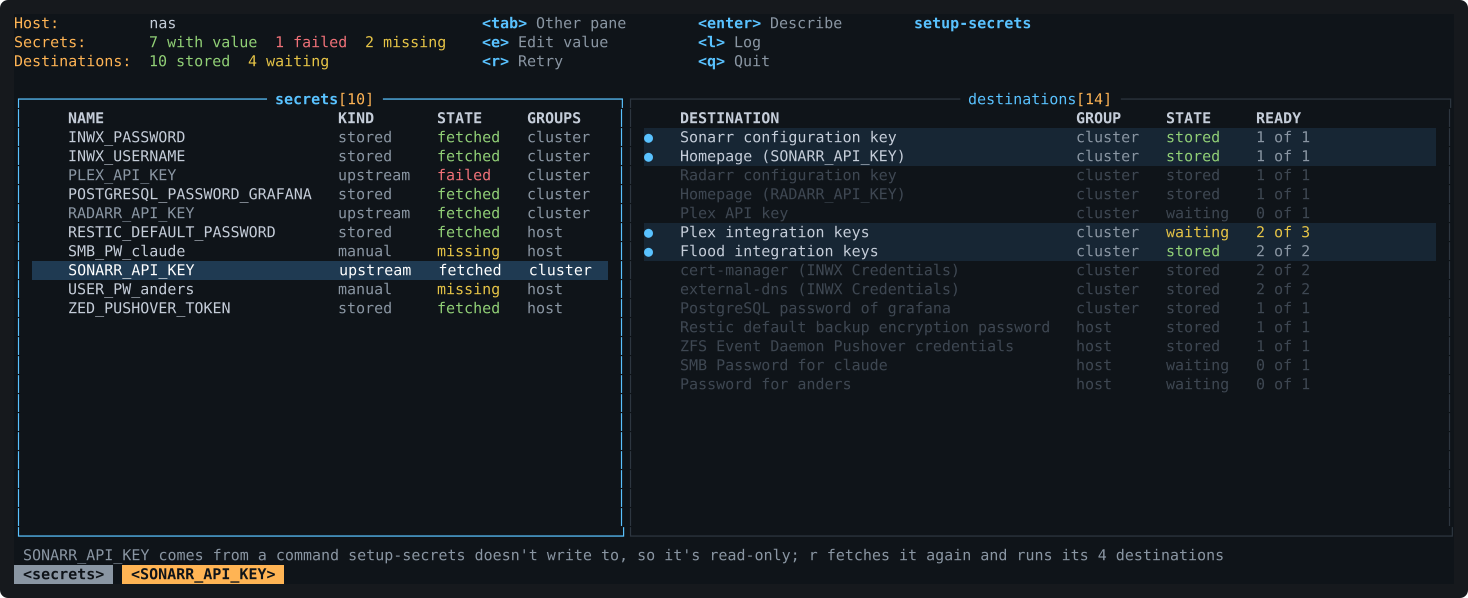 Host: nas <tab> Other pane <enter> Describe setup-secrets
Secrets: 7 with value 1 failed 2 missing <e> Edit value <l> Log
Destinations: 10 stored 4 waiting <r> Retry <q> Quit
secrets[10]
NAME KIND STATE GROUPS
INWX_PASSWORD stored fetched cluster
INWX_USERNAME stored fetched cluster
PLEX_API_KEY upstream failed cluster
POSTGRESQL_PASSWORD_GRAFANA stored fetched cluster
RADARR_API_KEY upstream fetched cluster
RESTIC_DEFAULT_PASSWORD stored fetched host
SMB_PW_claude manual missing host
SONARR_API_KEY upstream fetched cluster
USER_PW_anders manual missing host
ZED_PUSHOVER_TOKEN stored fetched host
destinations[14]
DESTINATION GROUP STATE READY
● Sonarr configuration key cluster stored 1 of 1
● Homepage (SONARR_API_KEY) cluster stored 1 of 1
Radarr configuration key cluster stored 1 of 1
Homepage (RADARR_API_KEY) cluster stored 1 of 1
Plex API key cluster waiting 0 of 1
● Plex integration keys cluster waiting 2 of 3
● Flood integration keys cluster stored 2 of 2
cert-manager (INWX Credentials) cluster stored 2 of 2
external-dns (INWX Credentials) cluster stored 2 of 2
PostgreSQL password of grafana cluster stored 1 of 1
Restic default backup encryption password host stored 1 of 1
ZFS Event Daemon Pushover credentials host stored 1 of 1
SMB Password for claude host waiting 0 of 1
Password for anders host waiting 0 of 1
SONARR_API_KEY comes from a command setup-secrets doesn't write to, so it's read-only; r fetches it again and runs its 4 destinations
<secrets> <SONARR_API_KEY>